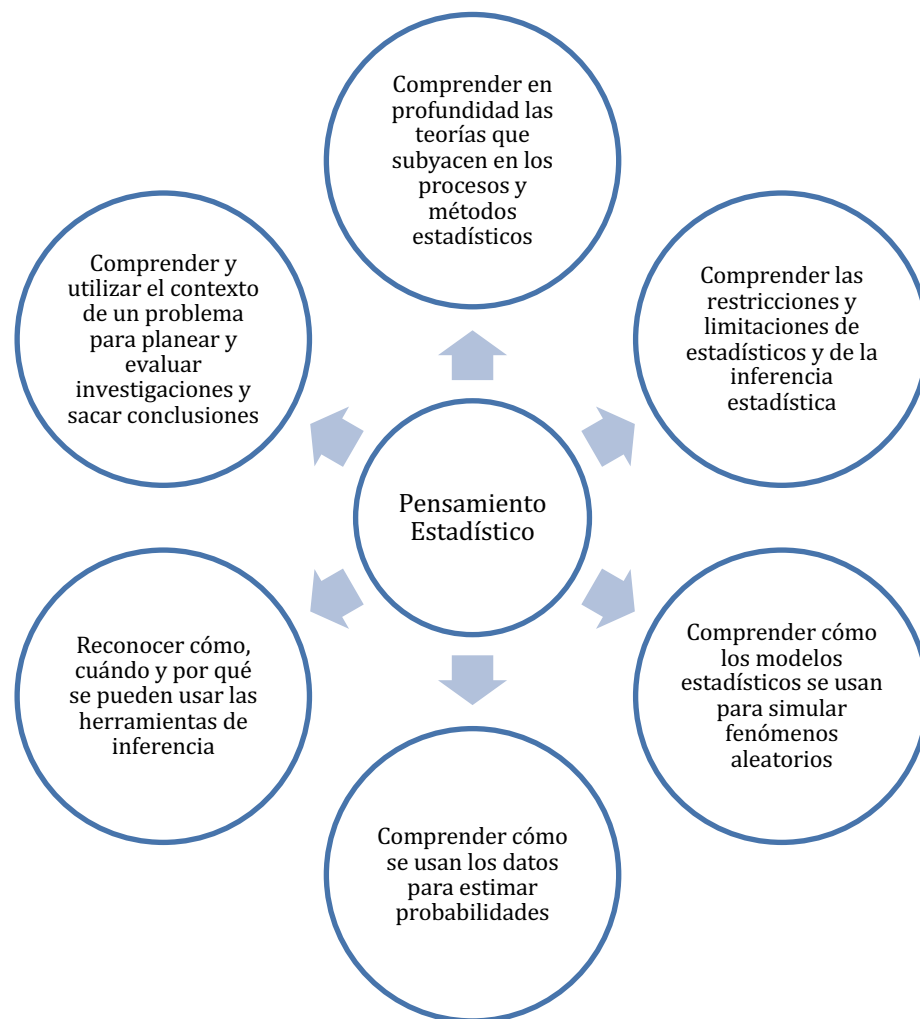 Comprender en
profundidad las
teorías que
subyacen en los
procesos y
métodos
estadísticos
Comprender las
restricciones y
limitaciones de
estadísticos y de la
inferencia
estadística
Comprender cómo
los modelos
estadísticos se usan
para simular
fenómenos
aleatorios
Comprender cómo
se usan los datos
para estimar
probabilidades
Reconocer cómo,
cuándo y por qué
se pueden usar las
herramientas de
inferencia
Comprender y
utilizar el contexto
de un problema
para planear y
evaluar
investigaciones y
sacar conclusiones
Pensamiento
Estadístico